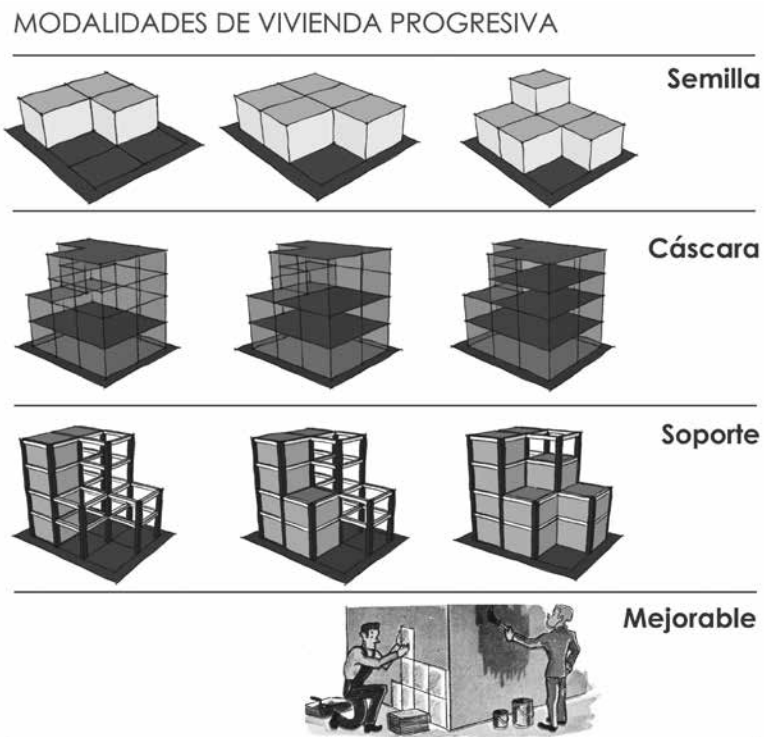 MODALIDADES DE VIVIENDA PROGRESIVA
Semilla
Cáscara
Soporte
Mejorable